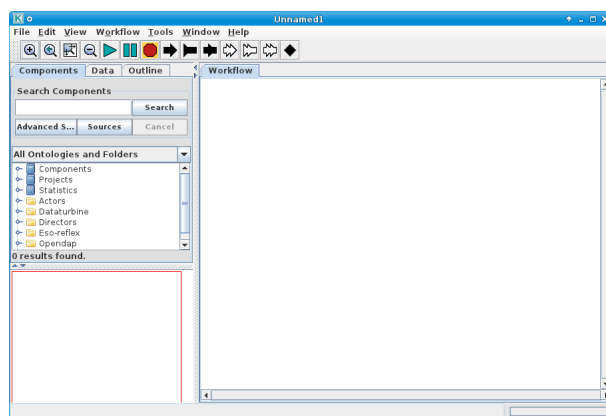 Unnamed1
File Edit View Workflow Tools Window Help
Components Data Outline
Workflow
Search Components
Search
Advanced S... Sources Cancel
All Ontologies and Folders
Components
Projects
Statistics
Actors
Dataturbine
Directors
Eso-reflex
Opendap
0 results found.